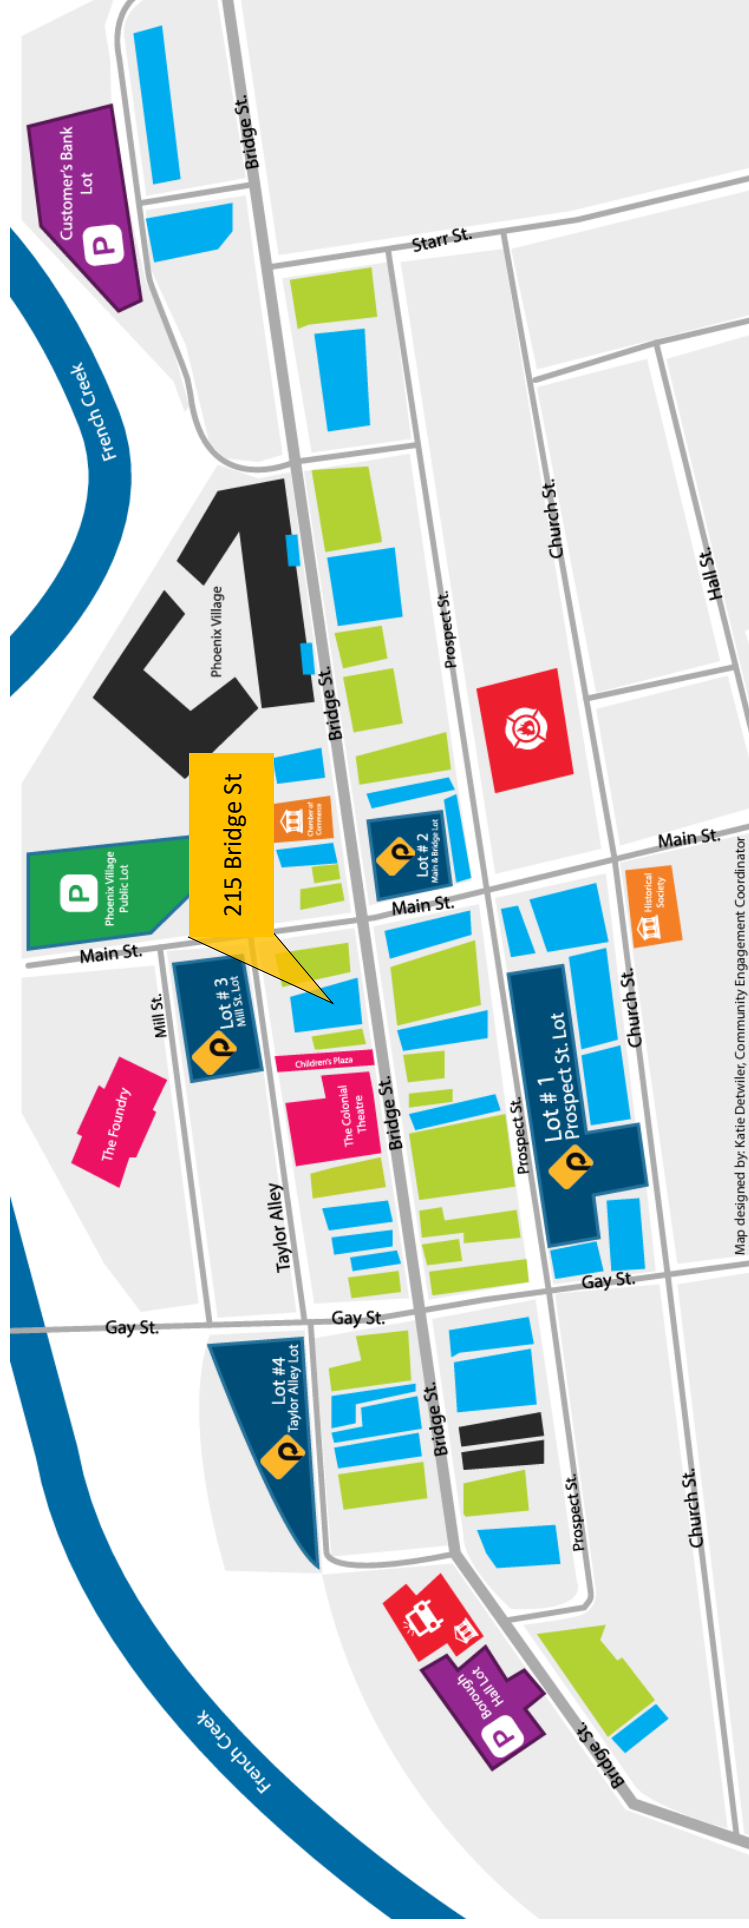 Customer's Bank
Lot
P
Bridge St.
Starr St.
French Creek
Church St.
Hall St.
Phoenix Village
Prospect St.
Bridge St.
215 Bridge St
Chamber of
Commerce
Lot # 2
Main & Bridge Lot
Main St.
P
Phoenix Village
Public Lot
Main St.
Main St.
Historical
Society
Mill St.
Lot # 3
Mill St. Lot
Church St.
Children's Plaza
The Colonial
Theatre
The Foundry
Bridge St.
Lot # 1
Prospect St. Lot
Prospect St.
Taylor Alley
Gay St.
Gay St.
Gay St.
Lot #4
Taylor Alley Lot
Bridge St.
Prospect St.
Church St.
P
Borough
Hall Lot
Bridge St.
French Creek
Map designed by: Katie Detwiler, Community Engagement Coordinator